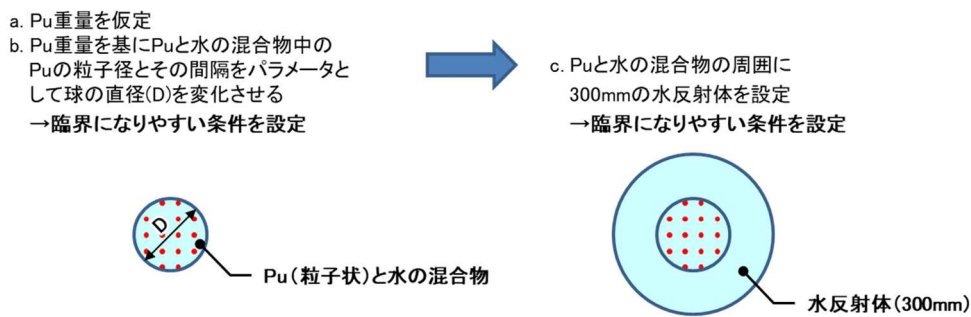 a. Pu重量を仮定
b. Pu重量を基にPuと水の混合物中の
Puの粒子径とその間隔をパラメータと
して球の直径(D)を変化させる
→臨界になりやすい条件を設定
c. Puと水の混合物の周囲に
300mmの水反射体を設定
→臨界になりやすい条件を設定
D
Pu(粒子状)と水の混合物
水反射体(300mm)